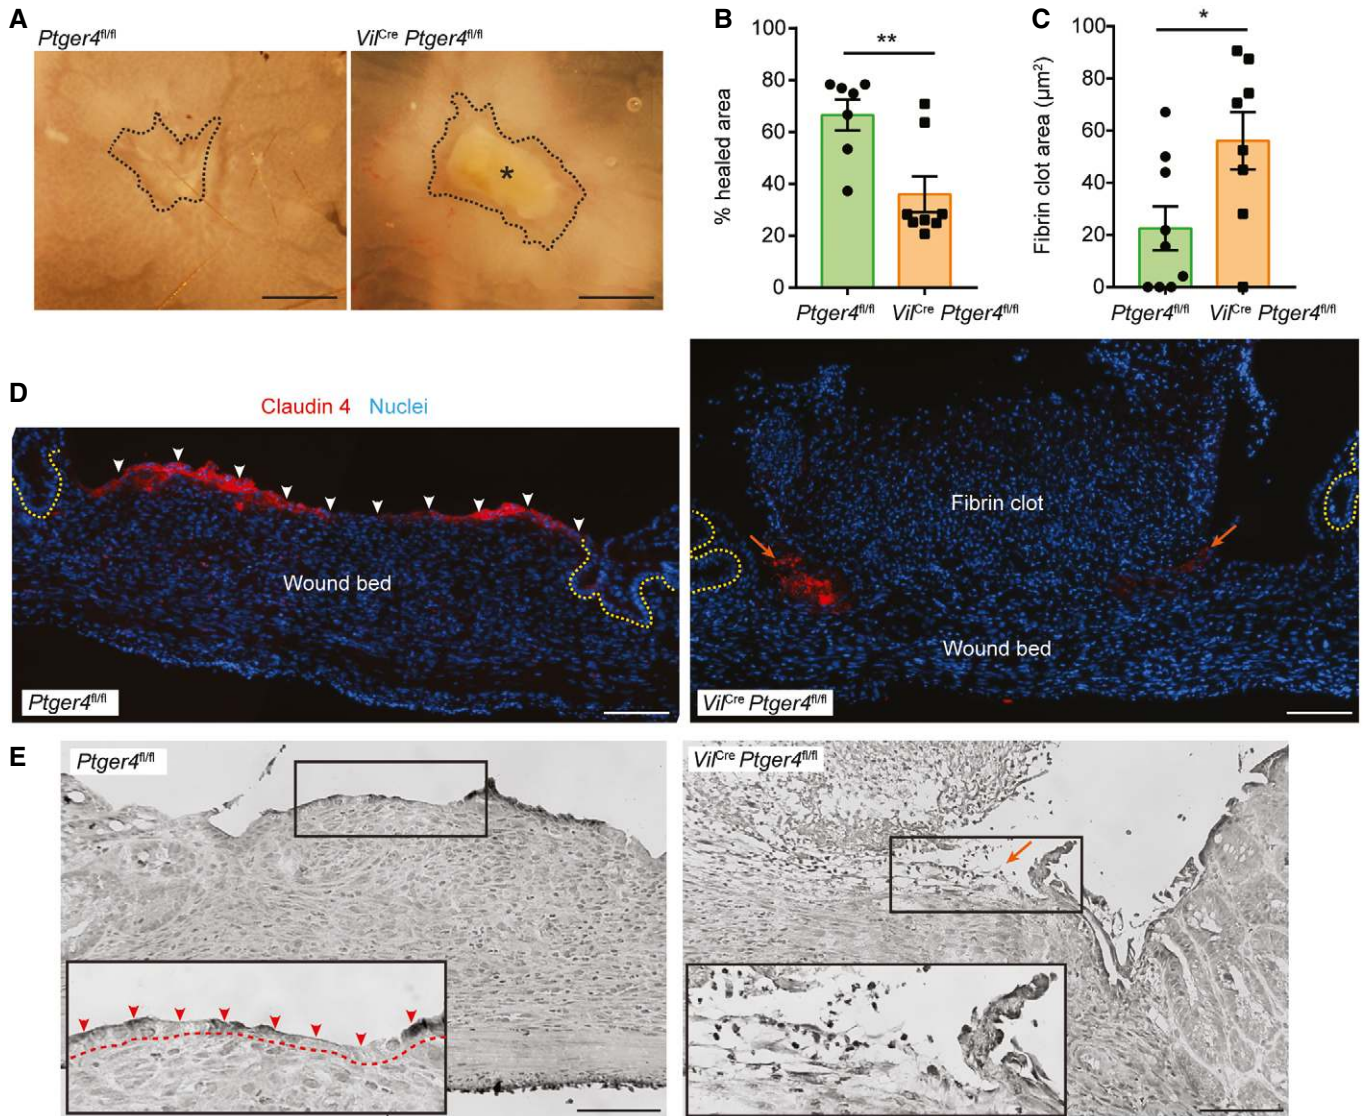 A
Ptger4fl/fl
VilCre Ptger4fl/fl
*
B
% healed area
100
80
60
40
20
0
**
Ptger4fl/fl
VilCre Ptger4fl/fl
C
Fibrin clot area (µm²)
100
80
60
40
20
0
*
Ptger4fl/fl
VilCre Ptger4fl/fl
D
Claudin 4 Nuclei
Wound bed
Ptger4fl/fl
Fibrin clot
Wound bed
VilCre Ptger4fl/fl
E
Ptger4fl/fl
VilCre Ptger4fl/fl